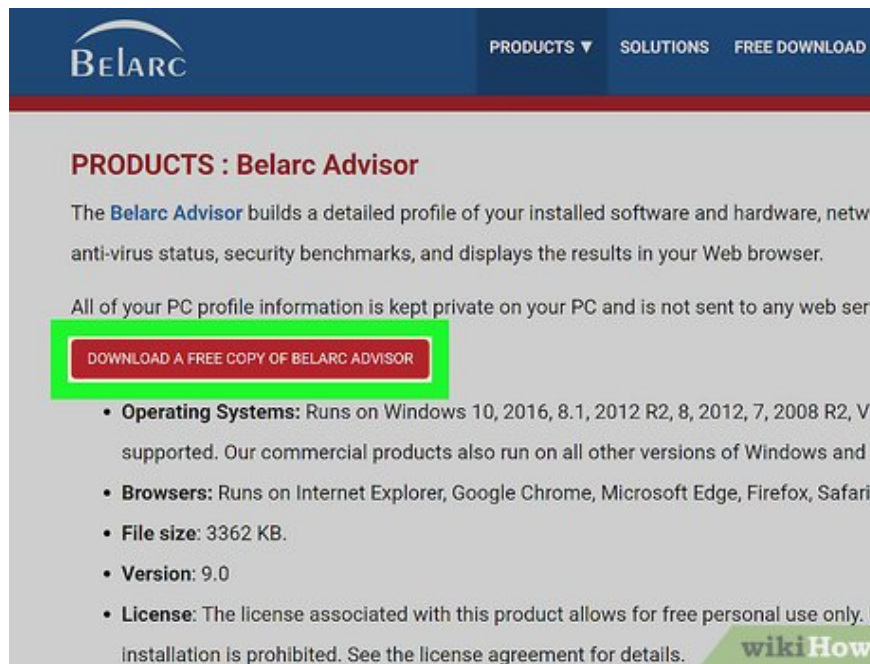 BELARC
PRODUCTS ▼ SOLUTIONS FREE DOWNLOAD
PRODUCTS : Belarc Advisor
The Belarc Advisor builds a detailed profile of your installed software and hardware, netw
anti-virus status, security benchmarks, and displays the results in your Web browser.
All of your PC profile information is kept private on your PC and is not sent to any web ser
DOWNLOAD A FREE COPY OF BELARC ADVISOR
• Operating Systems: Runs on Windows 10, 2016, 8.1, 2012 R2, 8, 2012, 7, 2008 R2, V
supported. Our commercial products also run on all other versions of Windows and
• Browsers: Runs on Internet Explorer, Google Chrome, Microsoft Edge, Firefox, Safari
• File size: 3362 KB.
• Version: 9.0
• License: The license associated with this product allows for free personal use only.
installation is prohibited. See the license agreement for details.
wikiHow